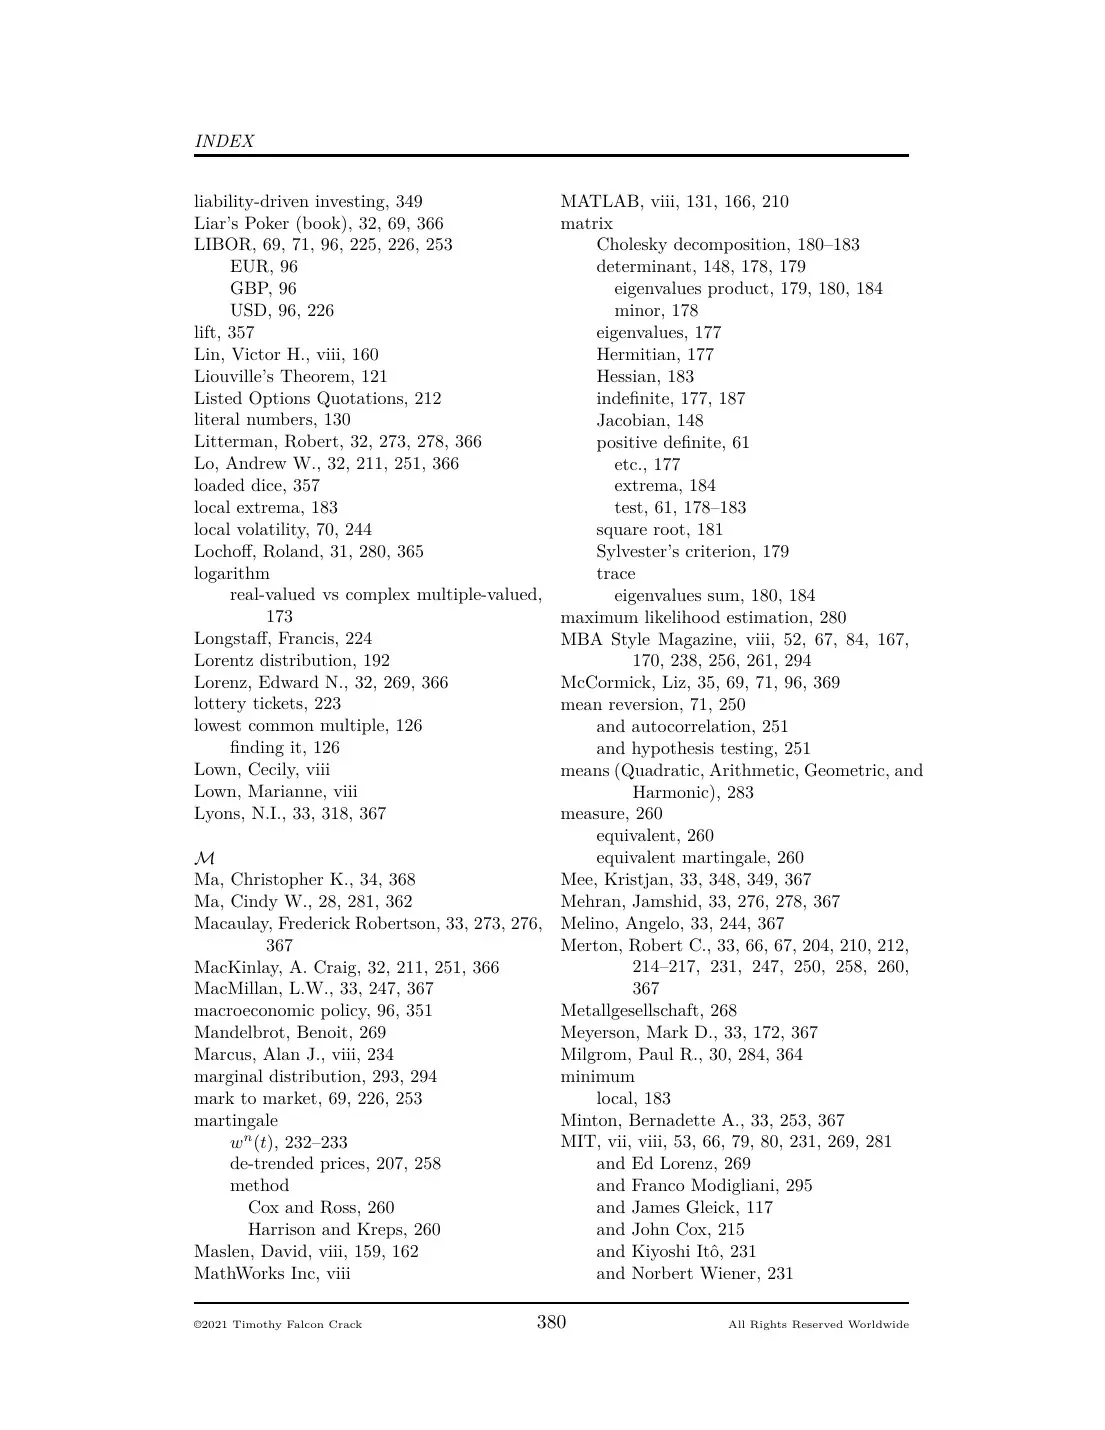 INDEX
liability-driven investing, 349
Liar's Poker (book), 32, 69, 366
LIBOR, 69, 71, 96, 225, 226, 253
EUR, 96
GBP, 96
USD, 96, 226
lift, 357
Lin, Victor H., viii, 160
Liouville's Theorem, 121
Listed Options Quotations, 212
literal numbers, 130
Litterman, Robert, 32, 273, 278, 366
Lo, Andrew W., 32, 211, 251, 366
loaded dice, 357
local extrema, 183
local volatility, 70, 244
Lochoff, Roland, 31, 280, 365
logarithm
real-valued vs complex multiple-valued,
173
Longstaff, Francis, 224
Lorentz distribution, 192
Lorenz, Edward N., 32, 269, 366
lottery tickets, 223
lowest common multiple, 126
finding it, 126
Lown, Cecily, viii
Lown, Marianne, viii
Lyons, N.I., 33, 318, 367
M
Ma, Christopher K., 34, 368
Ma, Cindy W., 28, 281, 362
Macaulay, Frederick Robertson, 33, 273, 276,
367
MacKinlay, A. Craig, 32, 211, 251, 366
MacMillan, L.W., 33, 247, 367
macroeconomic policy, 96, 351
Mandelbrot, Benoit, 269
Marcus, Alan J., viii, 234
marginal distribution, 293, 294
mark to market, 69, 226, 253
martingale
wⁿ(t), 232–233
de-trended prices, 207, 258
method
Cox and Ross, 260
Harrison and Kreps, 260
Maslen, David, viii, 159, 162
MathWorks Inc, viii
MATLAB, viii, 131, 166, 210
matrix
Cholesky decomposition, 180–183
determinant, 148, 178, 179
eigenvalues product, 179, 180, 184
minor, 178
eigenvalues, 177
Hermitian, 177
Hessian, 183
indefinite, 177, 187
Jacobian, 148
positive definite, 61
etc., 177
extrema, 184
test, 61, 178–183
square root, 181
Sylvester's criterion, 179
trace
eigenvalues sum, 180, 184
maximum likelihood estimation, 280
MBA Style Magazine, viii, 52, 67, 84, 167,
170, 238, 256, 261, 294
McCormick, Liz, 35, 69, 71, 96, 369
mean reversion, 71, 250
and autocorrelation, 251
and hypothesis testing, 251
means (Quadratic, Arithmetic, Geometric, and
Harmonic), 283
measure, 260
equivalent, 260
equivalent martingale, 260
Mee, Kristjan, 33, 348, 349, 367
Mehran, Jamshid, 33, 276, 278, 367
Melino, Angelo, 33, 244, 367
Merton, Robert C., 33, 66, 67, 204, 210, 212,
214–217, 231, 247, 250, 258, 260,
367
Metallgesellschaft, 268
Meyerson, Mark D., 33, 172, 367
Milgrom, Paul R., 30, 284, 364
minimum
local, 183
Minton, Bernadette A., 33, 253, 367
MIT, vii, viii, 53, 66, 79, 80, 231, 269, 281
and Ed Lorenz, 269
and Franco Modigliani, 295
and James Gleick, 117
and John Cox, 215
and Kiyoshi Itô, 231
and Norbert Wiener, 231
©2021 Timothy Falcon Crack
380
All Rights Reserved Worldwide